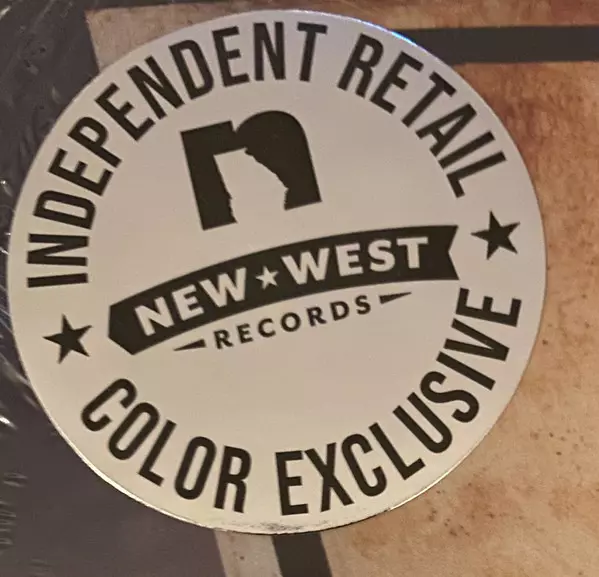 INDEPENDENT RETAIL
n
NEW★WEST
RECORDS
COLOR EXCLUSIVE